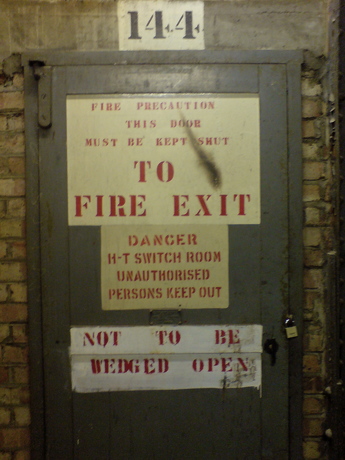 144
FIRE PRECAUTION
THIS DOOR
MUST BE KEPT SHUT
TO
FIRE EXIT
DANGER
H-T SWITCH ROOM
UNAUTHORISED
PERSONS KEEP OUT
NOT TO BE
WEDGED OPEN